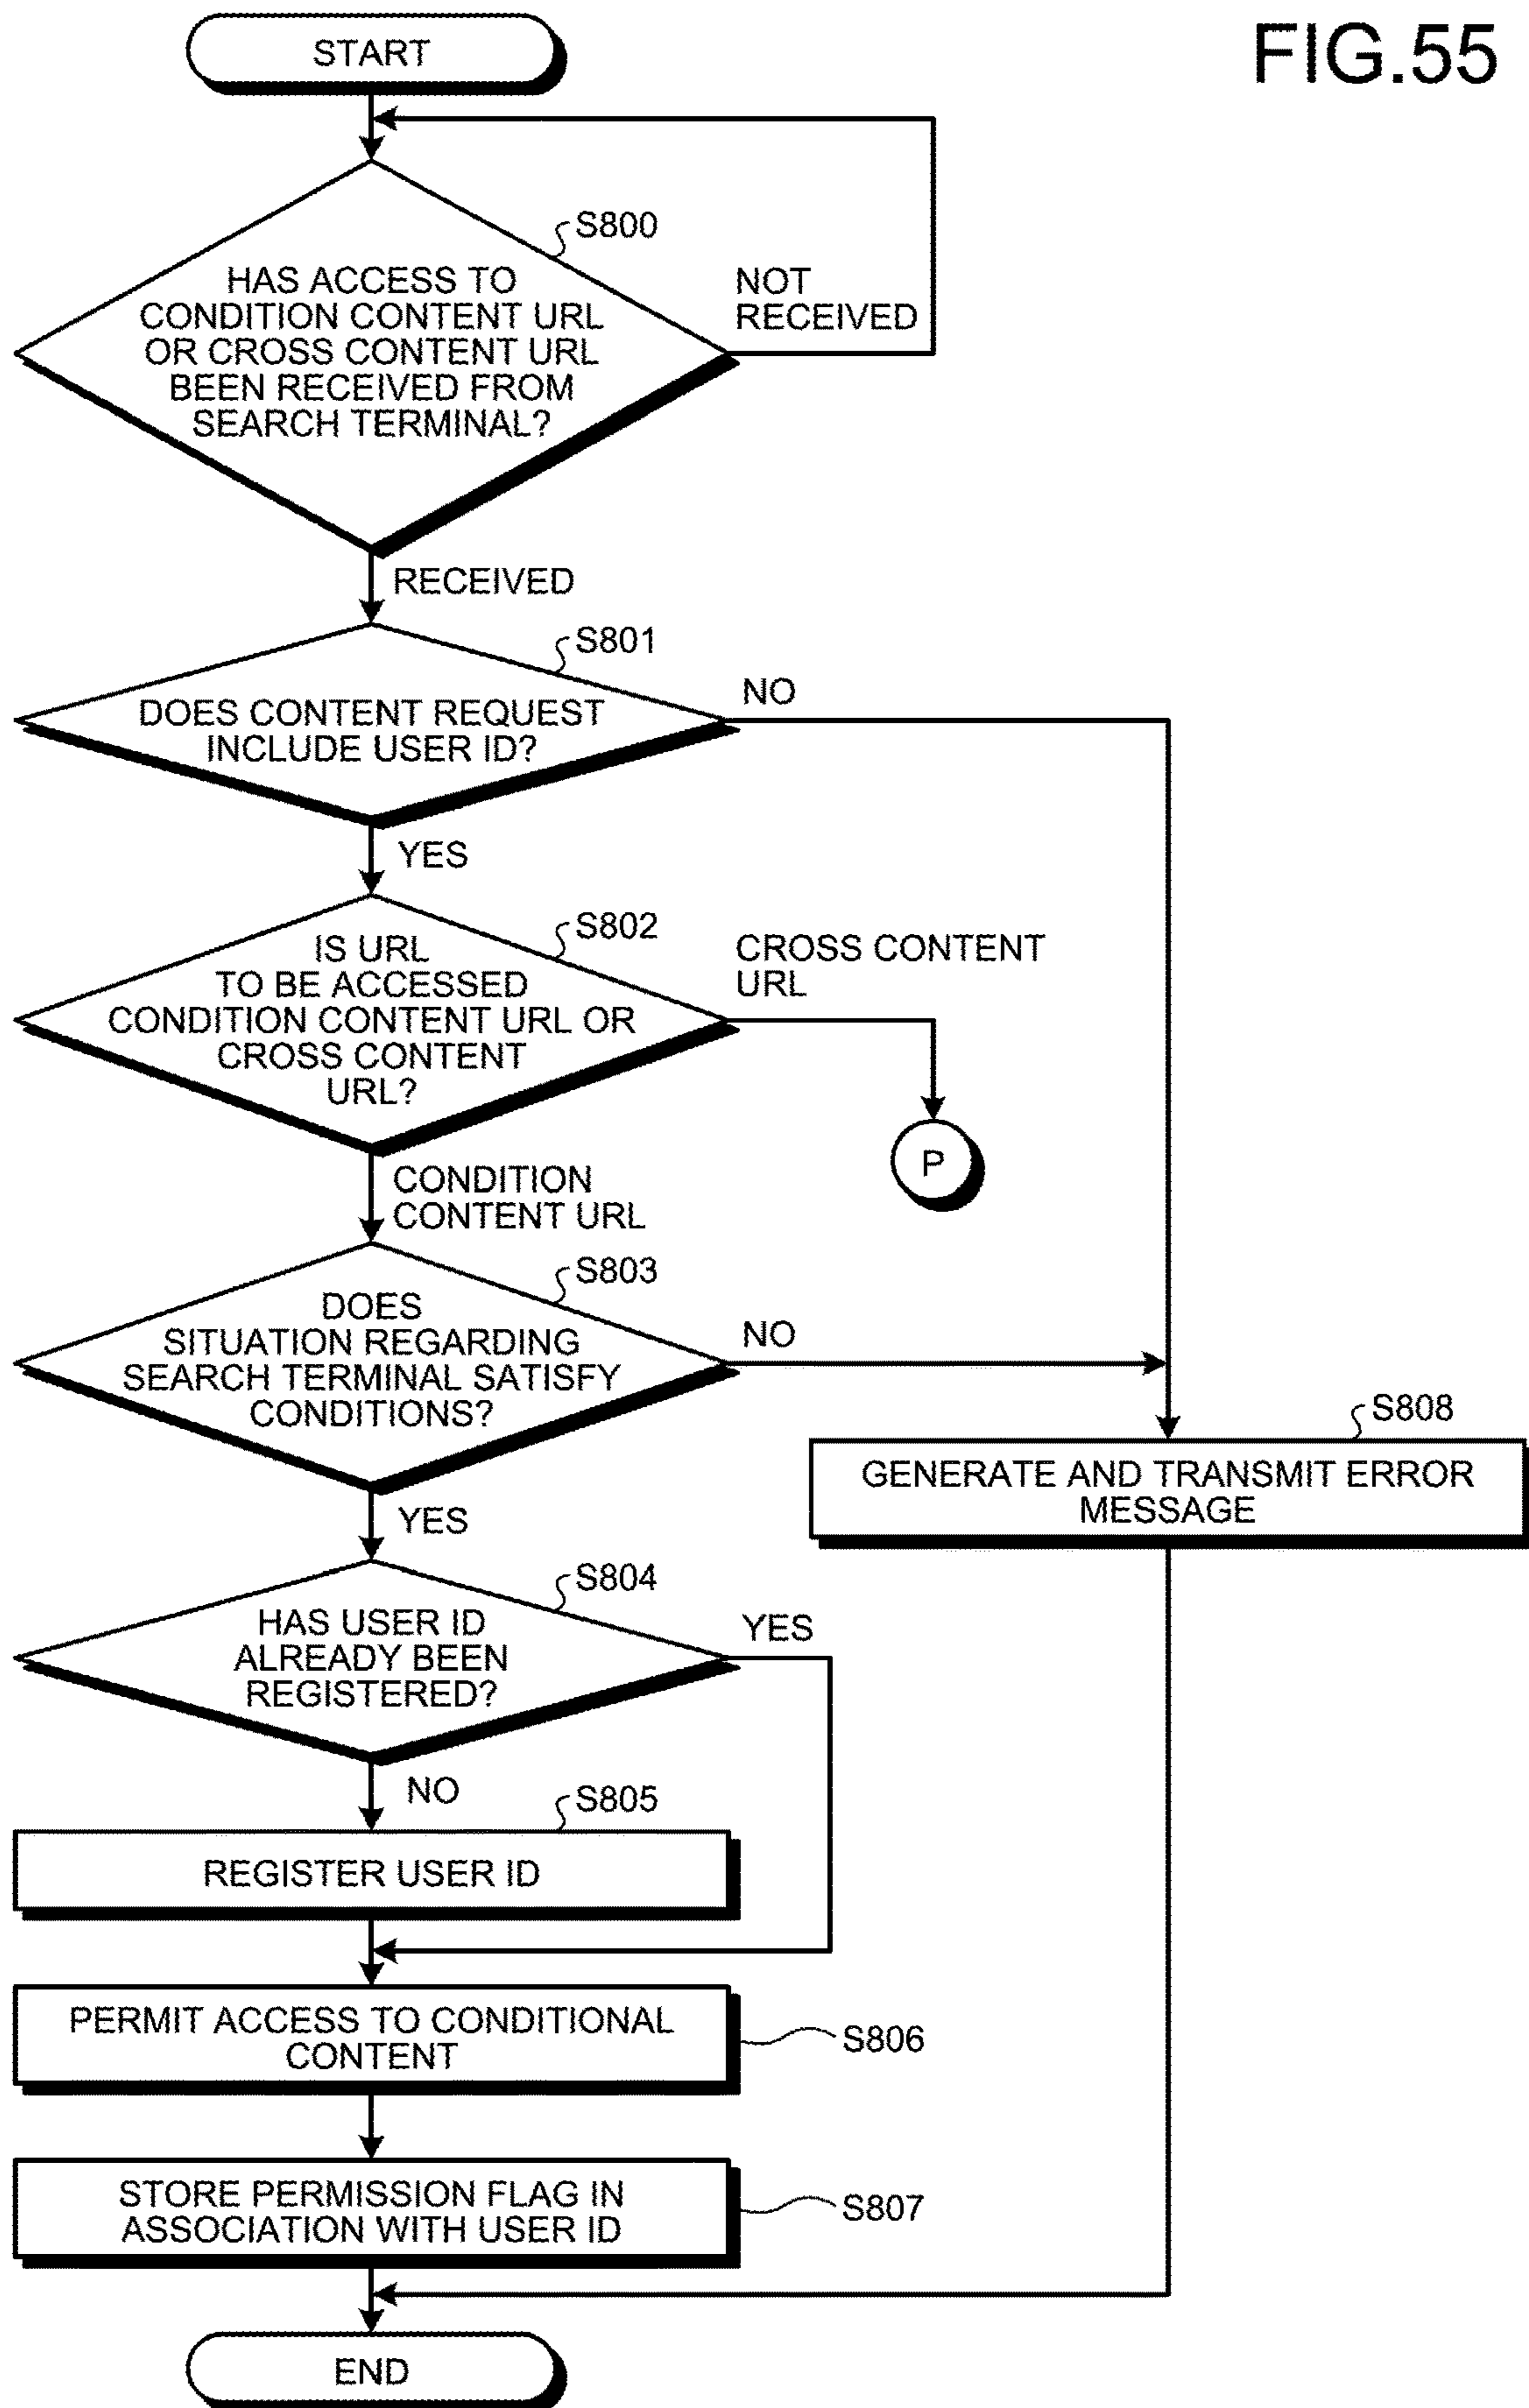 FIG.55
START
S800
HAS ACCESS TO
CONDITION CONTENT URL
OR CROSS CONTENT URL
BEEN RECEIVED FROM
SEARCH TERMINAL?
NOT
RECEIVED
RECEIVED
S801
DOES CONTENT REQUEST
INCLUDE USER ID?
NO
YES
S802
IS URL
TO BE ACCESSED
CONDITION CONTENT URL OR
CROSS CONTENT
URL?
CROSS CONTENT
URL
P
CONDITION
CONTENT URL
S803
DOES
SITUATION REGARDING
SEARCH TERMINAL SATISFY
CONDITIONS?
NO
S808
GENERATE AND TRANSMIT ERROR
MESSAGE
YES
S804
HAS USER ID
ALREADY BEEN
REGISTERED?
YES
NO
S805
REGISTER USER ID
PERMIT ACCESS TO CONDITIONAL
CONTENT
S806
STORE PERMISSION FLAG IN
ASSOCIATION WITH USER ID
S807
END